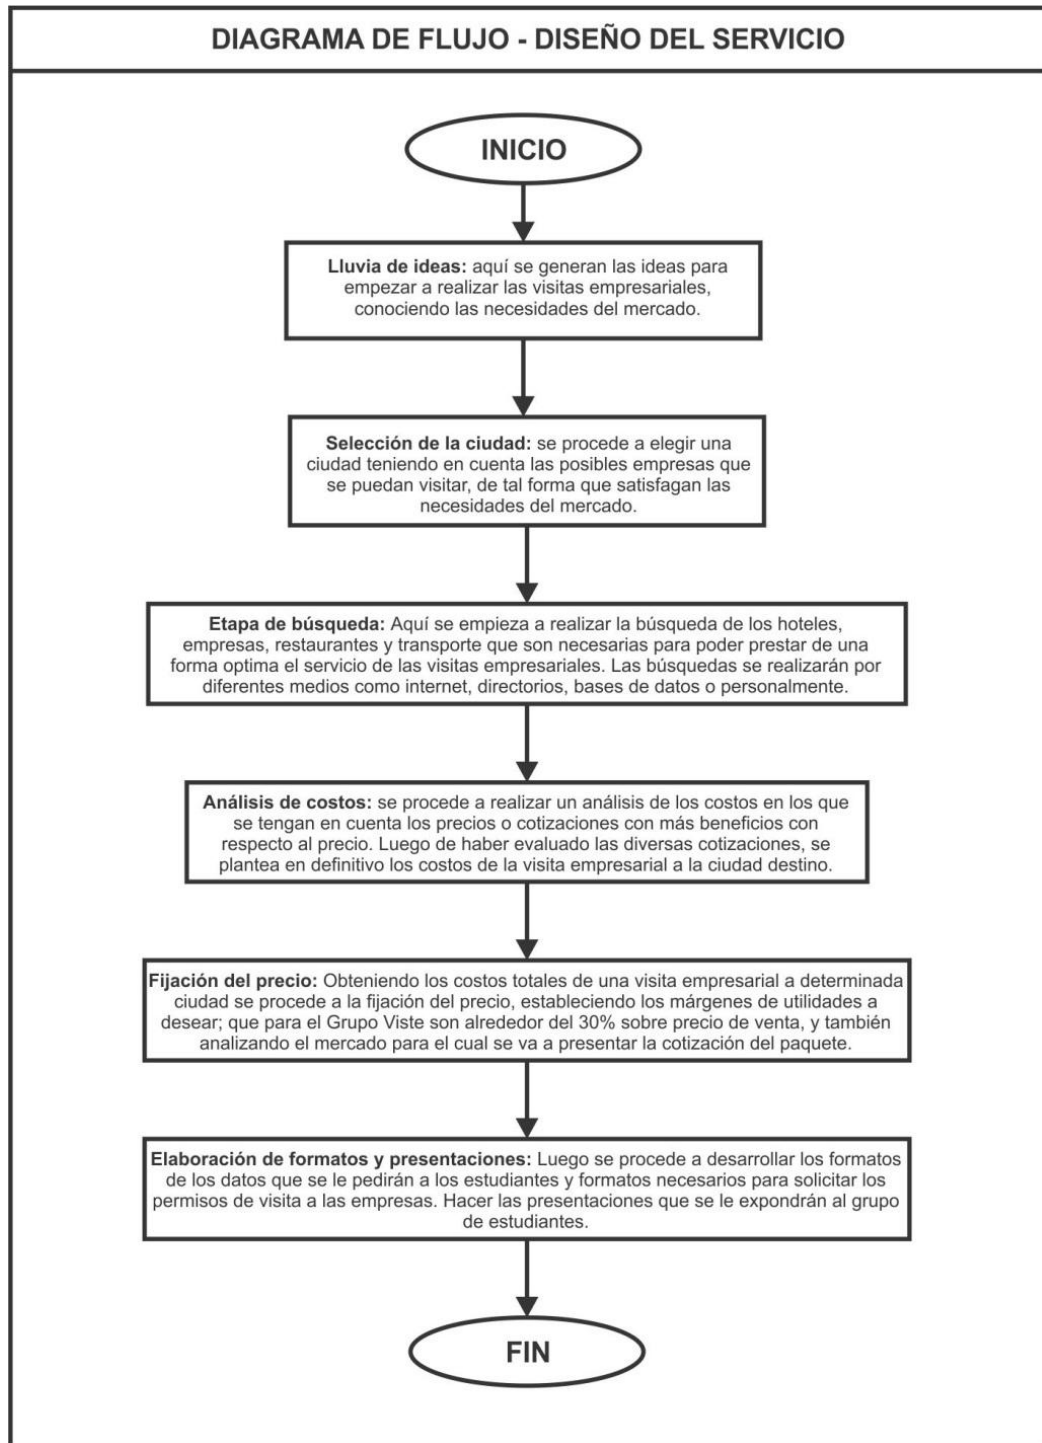 DIAGRAMA DE FLUJO - DISEÑO DEL SERVICIO
INICIO
Lluvia de ideas: aquí se generan las ideas para
empezar a realizar las visitas empresariales,
conociendo las necesidades del mercado.
Selección de la ciudad: se procede a elegir una
ciudad teniendo en cuenta las posibles empresas que
se puedan visitar, de tal forma que satisfagan las
necesidades del mercado.
Etapa de búsqueda: Aquí se empieza a realizar la búsqueda de los hoteles,
empresas, restaurantes y transporte que son necesarias para poder prestar de una
forma optima el servicio de las visitas empresariales. Las búsquedas se realizarán por
diferentes medios como internet, directorios, bases de datos o personalmente.
Análisis de costos: se procede a realizar un análisis de los costos en los que
se tengan en cuenta los precios o cotizaciones con más beneficios con
respecto al precio. Luego de haber evaluado las diversas cotizaciones, se
plantea en definitivo los costos de la visita empresarial a la ciudad destino.
Fijación del precio: Obteniendo los costos totales de una visita empresarial a determinada
ciudad se procede a la fijación del precio, estableciendo los márgenes de utilidades a
desear; que para el Grupo Viste son alrededor del 30% sobre precio de venta, y también
analizando el mercado para el cual se va a presentar la cotización del paquete.
Elaboración de formatos y presentaciones: Luego se procede a desarrollar los formatos
de los datos que se le pedirán a los estudiantes y formatos necesarios para solicitar los
permisos de visita a las empresas. Hacer las presentaciones que se le expondrán al grupo
de estudiantes.
FIN